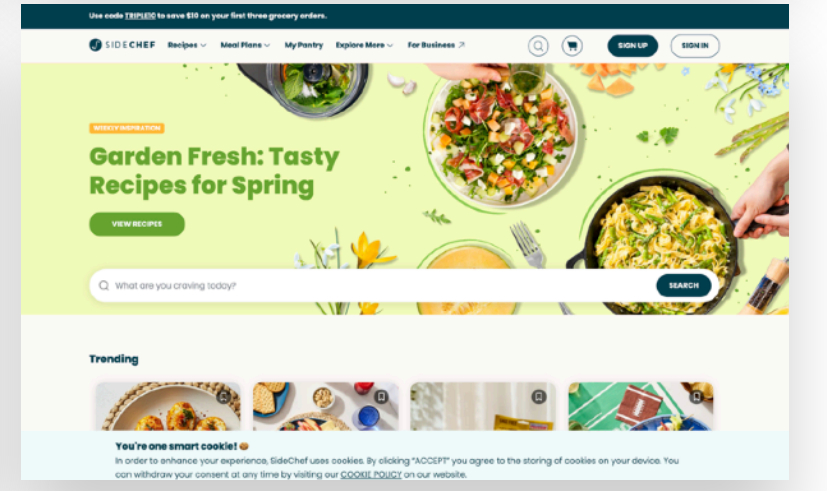 Use code TRIPLE10 to save $10 on your first three grocery orders.
SIDECHEF Recipes Meal Plans My Pantry Explore More For Business SIGN UP SIGN IN
WEEKLY INSPIRATION
Garden Fresh: Tasty
Recipes for Spring
VIEW RECIPES
What are you craving today? SEARCH
Trending
You're one smart cookie!
In order to enhance your experience, SideChef uses cookies. By clicking "ACCEPT" you agree to the storing of cookies on your device. You
can withdraw your consent at any time by visiting our COOKIE POLICY on our website.